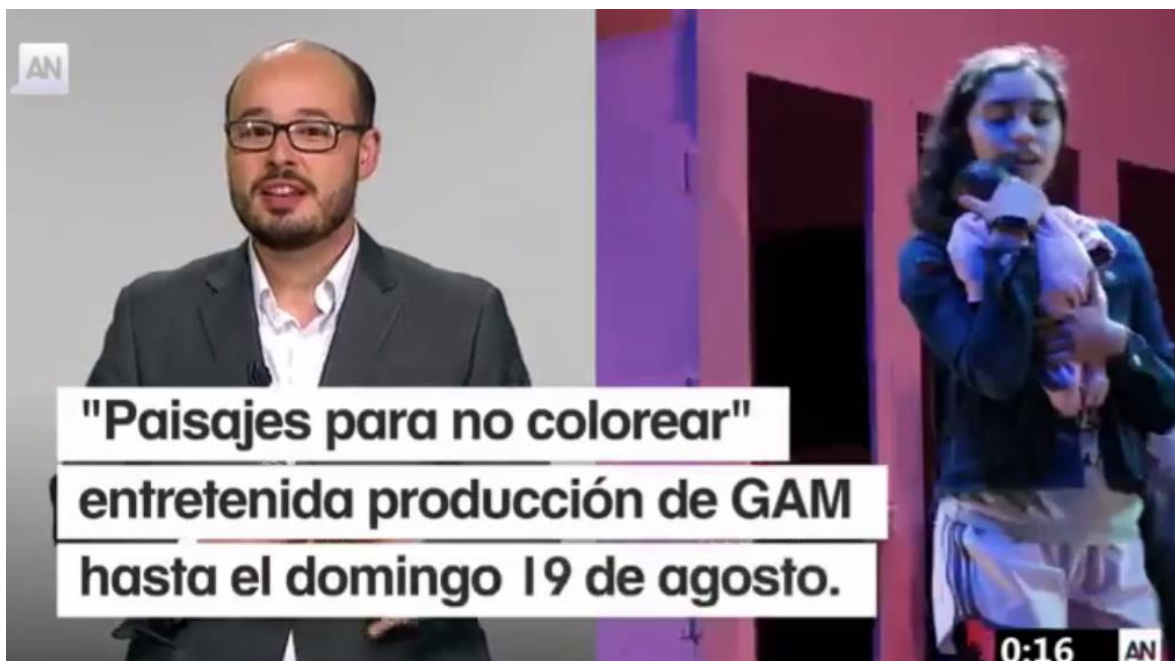 AN
"Paisajes para no colorear"
entretenida producción de GAM
hasta el domingo 19 de agosto.
0:16 AN